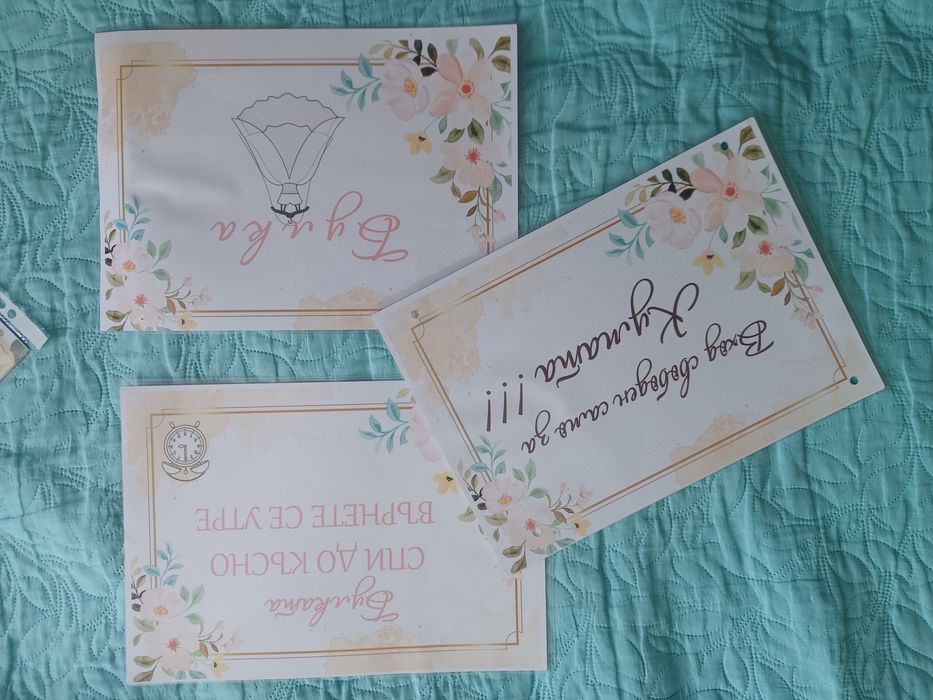 Булка
Вход свободен само за
Кумата !!!
Булката
СПИ ДО КЪСНО
ВЪРНЕТЕ СЕ УТРЕ